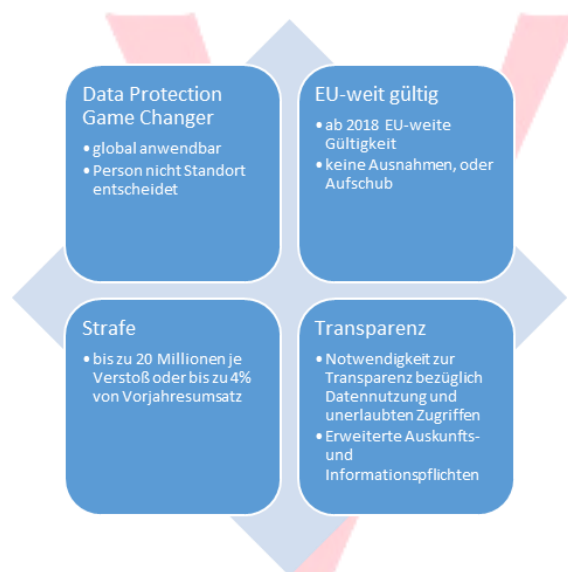 Data Protection
Game Changer
• global anwendbar
• Person nicht Standort
entscheidet
EU-weit gültig
• ab 2018 EU-weite
Gültigkeit
• keine Ausnahmen, oder
Aufschub
Strafe
• bis zu 20 Millionen je
Verstoß oder bis zu 4%
von Vorjahresumsatz
Transparenz
• Notwendigkeit zur
Transparenz bezüglich
Datennutzung und
unerlaubten Zugriffen
• Erweiterte Auskunfts-
und
Informationspflichten